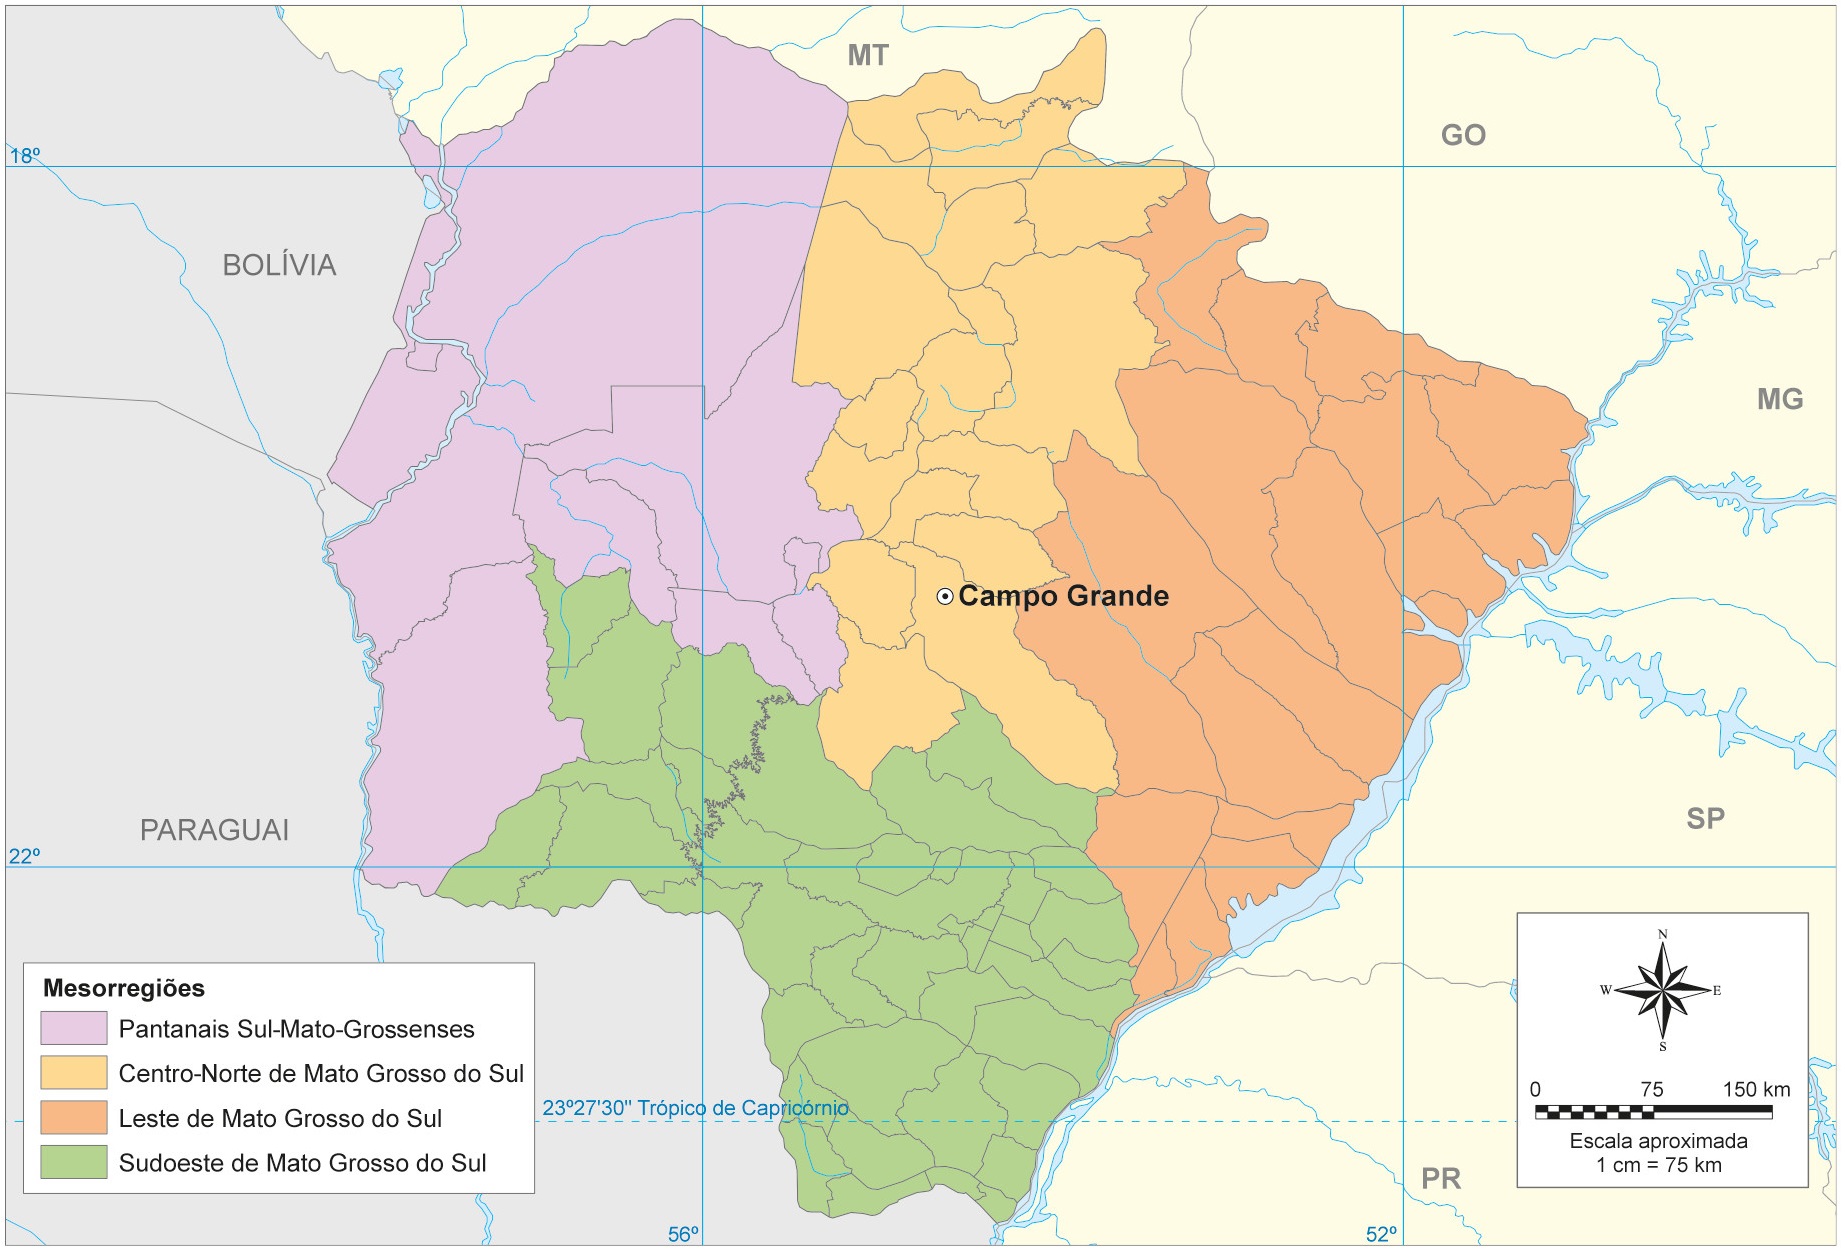 MT
GO
18º
BOLÍVIA
MG
Campo Grande
PARAGUAI
SP
22º
Mesorregiões
Pantanais Sul-Mato-Grossenses
Centro-Norte de Mato Grosso do Sul
Leste de Mato Grosso do Sul
Sudoeste de Mato Grosso do Sul
23º27'30" Trópico de Capricórnio
N
W E
S
0 75 150 km
Escala aproximada
1 cm = 75 km
PR
56º
52º